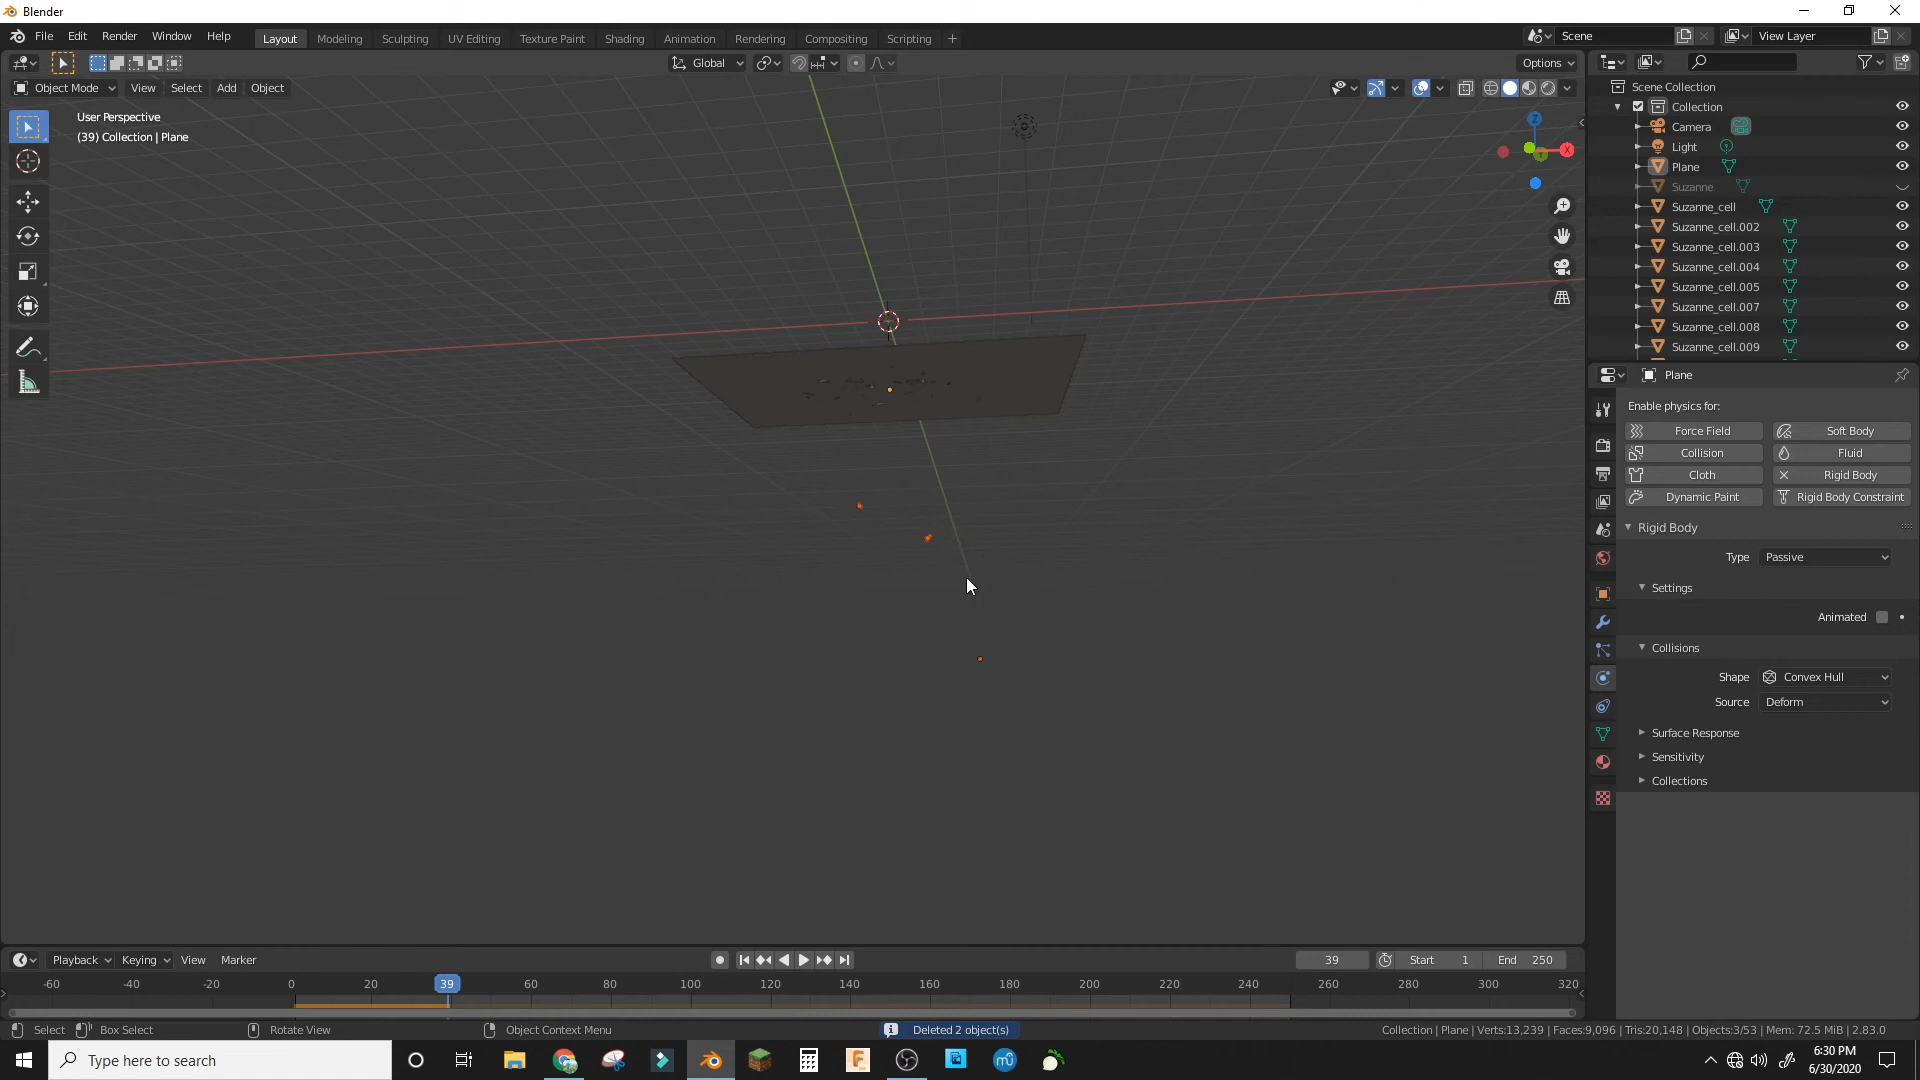 Blender
File Edit Render Window Help
Layout Modeling Sculpting UV Editing Texture Paint Shading Animation Rendering Compositing Scripting +
Scene
View Layer
Global
Options
Object Mode View Select Add Object
User Perspective
(39) Collection | Plane
Z
X
Scene Collection
Collection
Camera
Light
Plane
Suzanne
Suzanne_cell
Suzanne_cell.002
Suzanne_cell.003
Suzanne_cell.004
Suzanne_cell.005
Suzanne_cell.007
Suzanne_cell.008
Suzanne_cell.009
Plane
Enable physics for:
Force Field Soft Body
Collision Fluid
Cloth Rigid Body
Dynamic Paint Rigid Body Constraint
Rigid Body
Type Passive
Settings
Animated
Collisions
Shape Convex Hull
Source Deform
Surface Response
Sensitivity
Collections
Playback Keying View Marker
39 Start 1 End 250
-60 -40 -20 0 20 39 60 80 100 120 140 160 180 200 220 240 260 280 300 320
Select Box Select Rotate View Object Context Menu
Deleted 2 object(s)
Collection | Plane | Verts:13,239 | Faces:9,096 | Tris:20,148 | Objects:3/53 | Mem: 72.5 MiB | 2.83.0
Type here to search
6:30 PM
6/30/2020